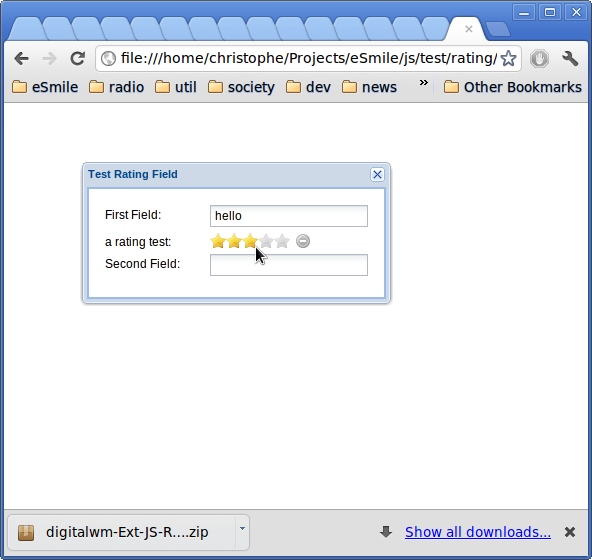 file:///home/christophe/Projects/eSmile/js/test/rating/
eSmile radio util society dev news » Other Bookmarks
Test Rating Field
First Field: hello
a rating test:
Second Field:
digitalwm-Ext-JS-R....zip Show all downloads...